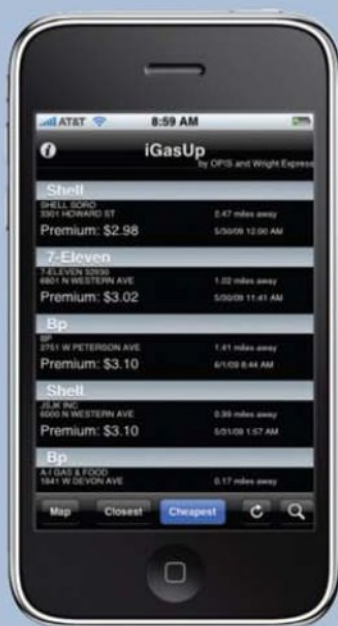 AT&T 8:59 AM
iGasUp
by OPIS and Wright Express
Shell
SHELL SORO
3301 HOWARD ST 2.47 miles away
Premium: $2.98 5/30/09 12:00 AM
7-Eleven
7-ELEVEN 32930
6801 N WESTERN AVE 1.02 miles away
Premium: $3.02 5/30/09 11:41 AM
Bp
BP
2751 W PETERSON AVE 1.41 miles away
Premium: $3.10 6/1/09 8:44 AM
Shell
JSJK INC
6000 N WESTERN AVE 0.99 miles away
Premium: $3.10 5/31/09 1:57 AM
Bp
A-I GAS & FOOD
1841 W DEVON AVE 0.17 miles away
Map Closest Cheapest